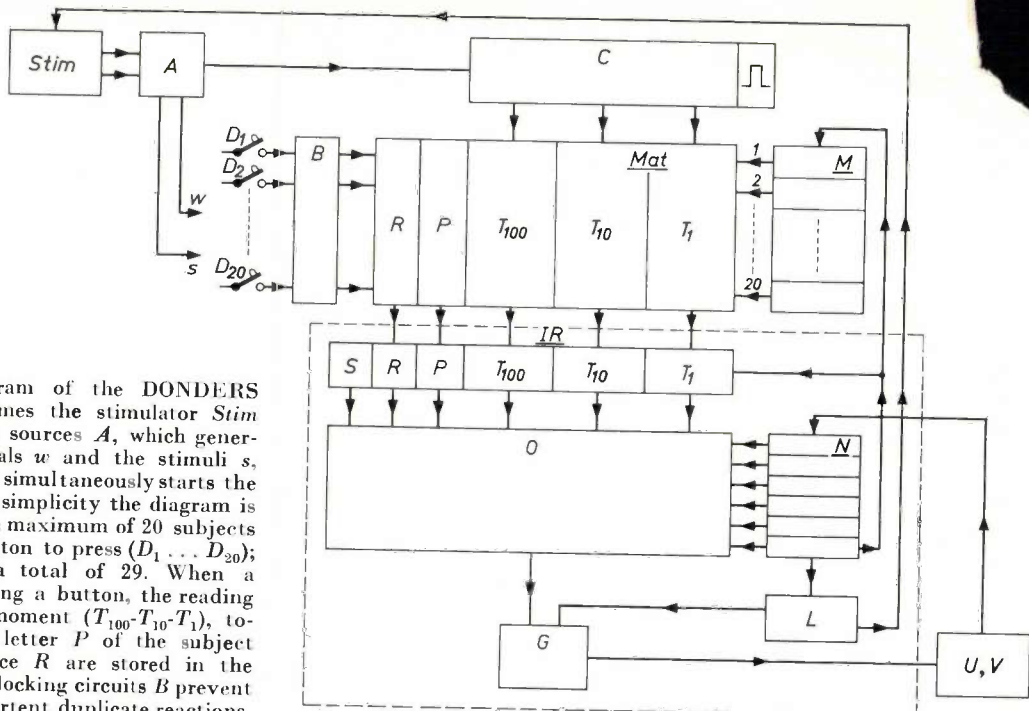 Stim
A
C
D1
D2
D20
w
s
B
R
P
T100
T10
T1
Mat
1
2
20
M
IR
S
R
P
T100
T10
T1
O
N
G
L
U, V
ram of the DONDERS
mes the stimulator Stim
sources A, which gener-
als w and the stimuli s,
simultaneously starts the
simplicity the diagram is
maximum of 20 subjects
ton to press (D1 ... D20);
a total of 29. When a
ng a button, the reading
moment (T100-T10-T1), to-
letter P of the subject
ce R are stored in the
locking circuits B prevent
rtent duplicate reactions